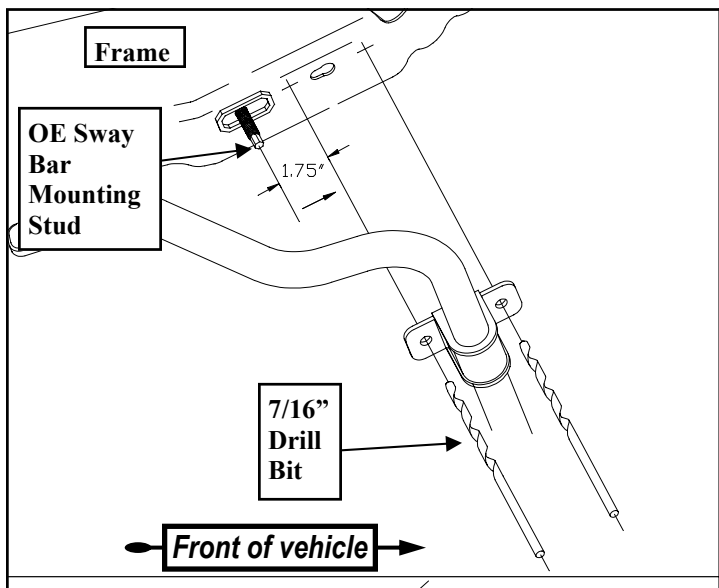 Frame
OE Sway
Bar
Mounting
Stud
1.75"
7/16”
Drill
Bit
Front of vehicle